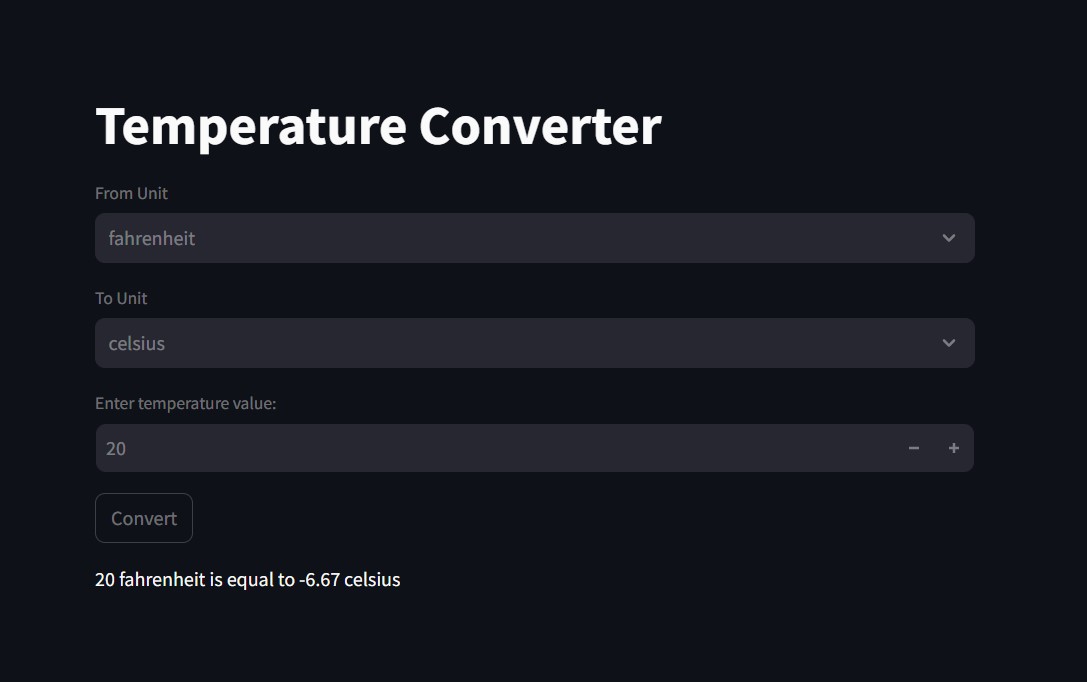 Temperature Converter
From Unit
fahrenheit
To Unit
celsius
Enter temperature value:
20
Convert
20 fahrenheit is equal to -6.67 celsius